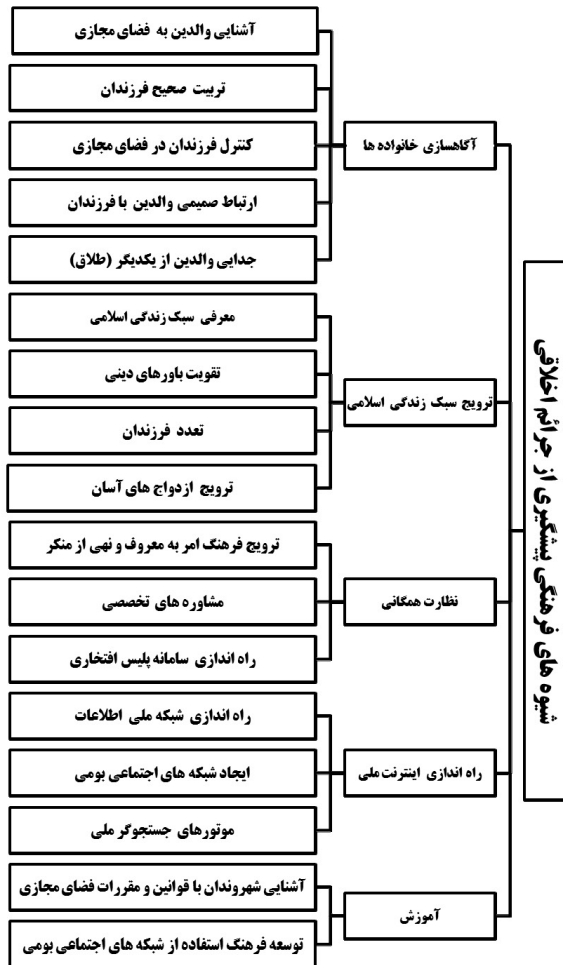 شیوه های فرهنگی پیشگیری از جرائم اخلاقی
آگاهسازی خانواده ها
آشنایی والدین به فضای مجازی
تربیت صحیح فرزندان
کنترل فرزندان در فضای مجازی
ارتباط صمیمی والدین با فرزندان
جدایی والدین از یکدیگر (طلاق)
ترویج سبک زندگی اسلامی
معرفی سبک زندگی اسلامی
تقویت باورهای دینی
تعدد فرزندان
ترویج ازدواج های آسان
نظارت همگانی
ترویج فرهنگ امر به معروف و نهی از منکر
مشاوره های تخصصی
راه اندازی سامانه پلیس افتخاری
راه اندازی اینترنت ملی
راه اندازی شبکه ملی اطلاعات
ایجاد شبکه های اجتماعی بومی
موتورهای جستجوگر ملی
آموزش
آشنایی شهروندان با قوانین و مقررات فضای مجازی
توسعه فرهنگ استفاده از شبکه های اجتماعی بومی